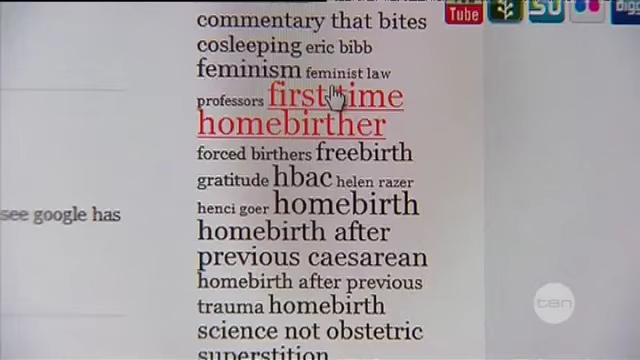 commentary that bites
cosleeping eric bibb
feminism feminist law
professors first time
homebirther
forced birthers freebirth
gratitude hbac helen razer
henci goer homebirth
homebirth after
previous caesarean
homebirth after previous
trauma homebirth
science not obstetric
superstition
see google has
Tube
SU
digg
ten